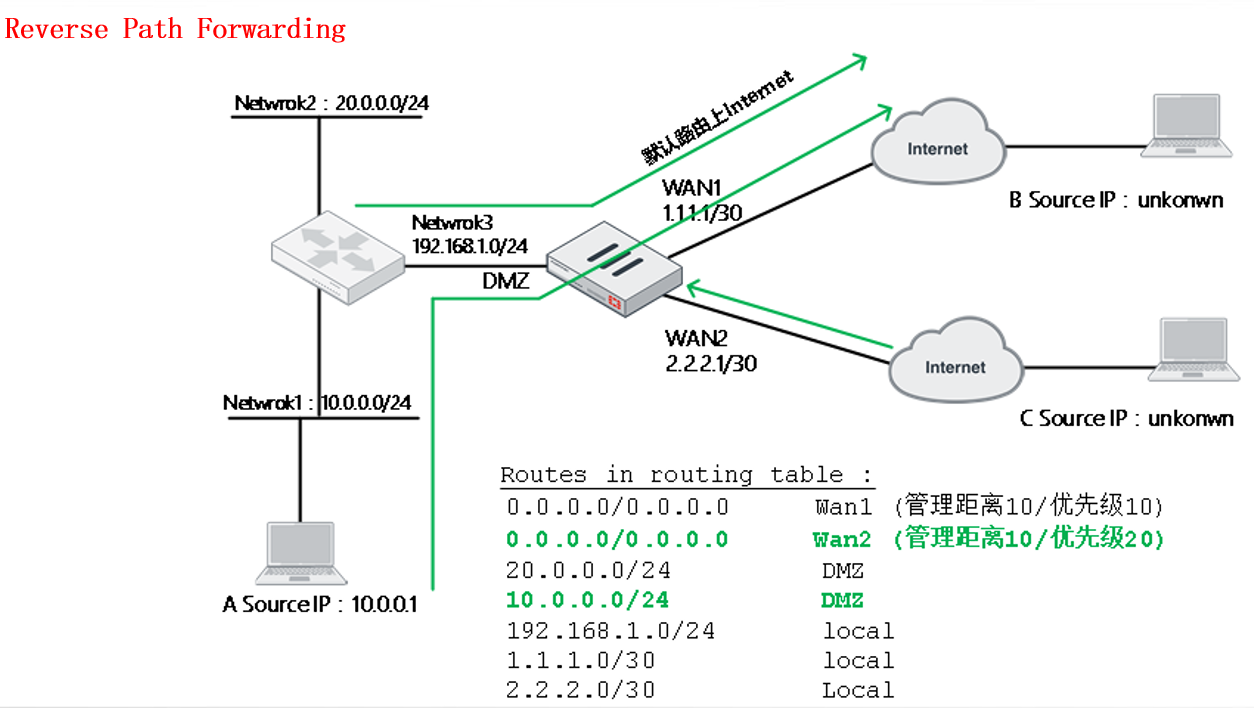 Reverse Path Forwarding
Netwrok2：20.0.0.0/24
默认路由上Internet
Internet
WAN1
1.1.1.1/30
B Source IP：unkonwn
Netwrok3
192.168.1.0/24
DMZ
WAN2
2.2.2.1/30
Internet
C Source IP：unkonwn
Netwrok1：10.0.0.0/24
A Source IP：10.0.0.1
Routes in routing table :
0.0.0.0/0.0.0.0 Wan1 (管理距离10/优先级10)
0.0.0.0/0.0.0.0 Wan2 (管理距离10/优先级20)
20.0.0.0/24 DMZ
10.0.0.0/24 DMZ
192.168.1.0/24 local
1.1.1.0/30 local
2.2.2.0/30 Local